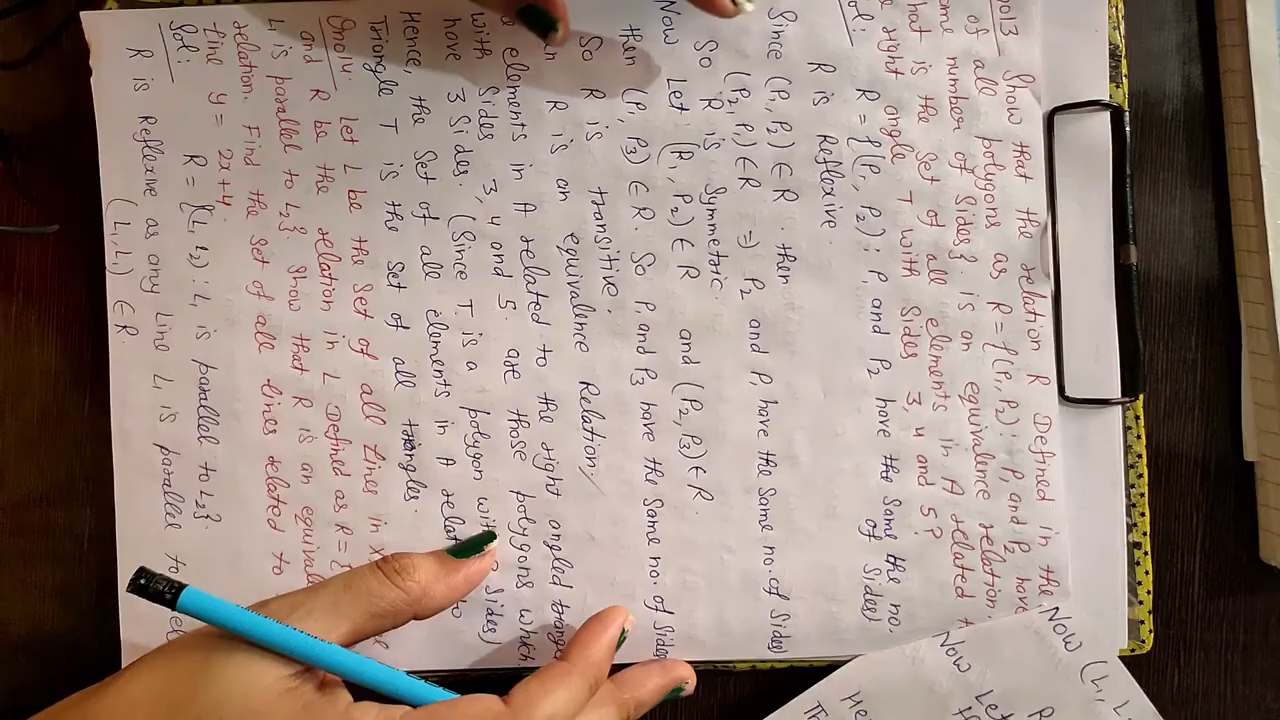 Show that the relation R Defined in the
of all polygons as R = {(P₁, P₂) : P₁ and P₂ have
number of sides} is an equivalence relation.
is the set of all elements in A related
right angle T with sides 3, 4 and 5?
R = {(P₁, P₂) : P₁ and P₂ have the same the no. of sides}
R is Reflexive.
Since (P₁, P₂) ∈ R. then
(P₂, P₁) ∈ R ⇒ P₂ and P₁ have the same no. of sides)
So R is Symmetric.
Now Let (P₁, P₂) ∈ R and (P₂, P₃) ∈ R.
then (P₁, P₃) ∈ R. So P₁ and P₃ have the same no. of sides
So R is transitive.
R is an equivalence Relation.
elements in A related to the right angled
with sides 3, 4 and 5 are those polygons which
have 3 sides. (Since T is a polygon with sides)
Hence, the set of all elements in A to
Triangle T is the set of all triangles.
Qno14: Let L be the set of all Lines in
and R be the relation in L Defined as R = {
L₁ is parallel to L₂}. Show that R is an
relation. Find the set of all lines related to
Line y = 2x+4.
Sol: R = {L₁, L₂) : L₁ is parallel to L₂}
R is Reflexive as any Line L₁ is parallel to
(L₁, L₁) ∈ R.
Now (L₁, L
Now Let